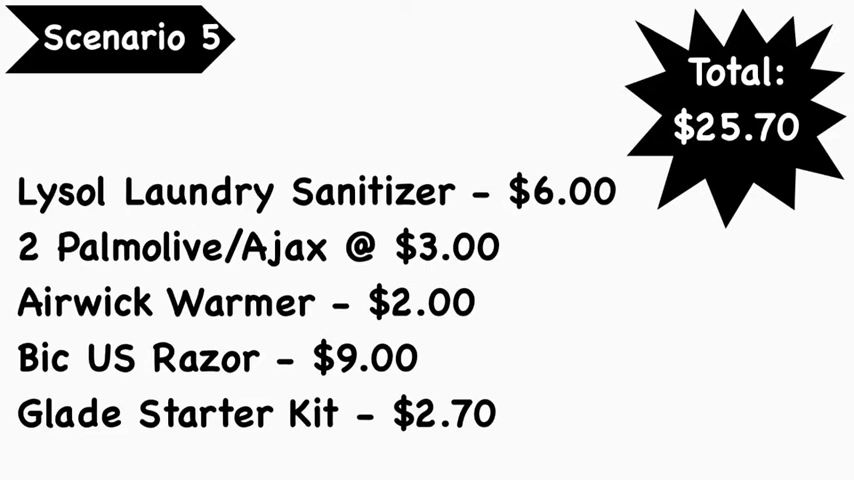 Scenario 5
Total:
$25.70
Lysol Laundry Sanitizer - $6.00
2 Palmolive/Ajax @ $3.00
Airwick Warmer - $2.00
Bic US Razor - $9.00
Glade Starter Kit - $2.70